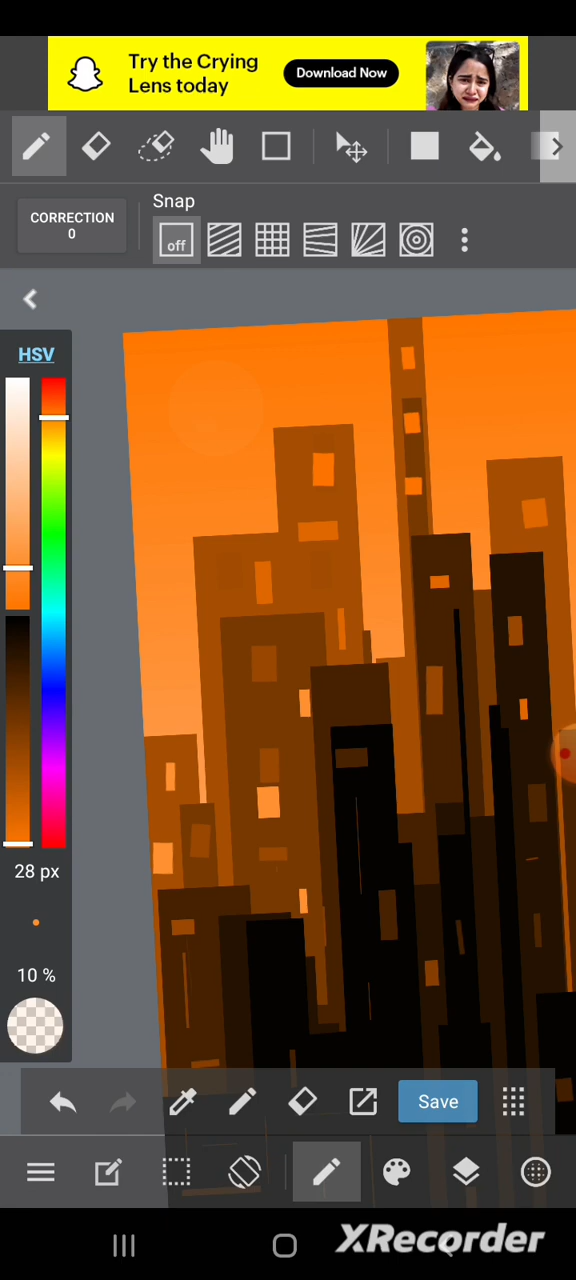 Try the Crying
Lens today
Download Now
Snap
CORRECTION
0
off
HSV
28 px
10 %
Save
XRecorder